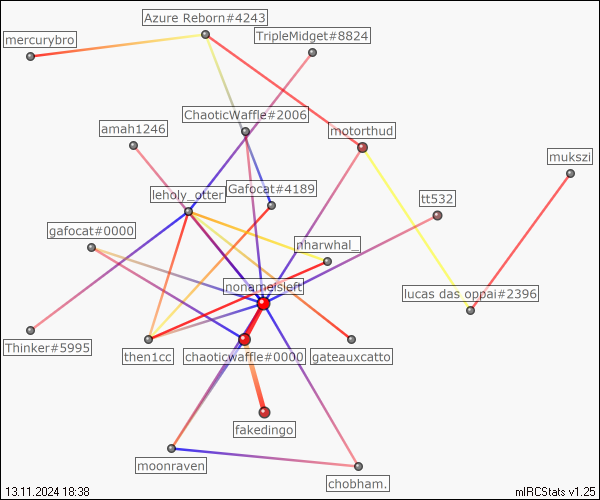 Azure Reborn#4243
TripleMidget#8824
mercurybro
ChaoticWaffle#2006
amah1246
motorthud
mukszi
Gafocat#4189
leholy_otter
tt532
gafocat#0000
nharwhal_
nonameisleft
lucas das oppai#2396
Thinker#5995
then1cc
chaoticwaffle#0000
gateauxcatto
fakedingo
moonraven
chobham.
13.11.2024 18:38
mIRCStats v1.25